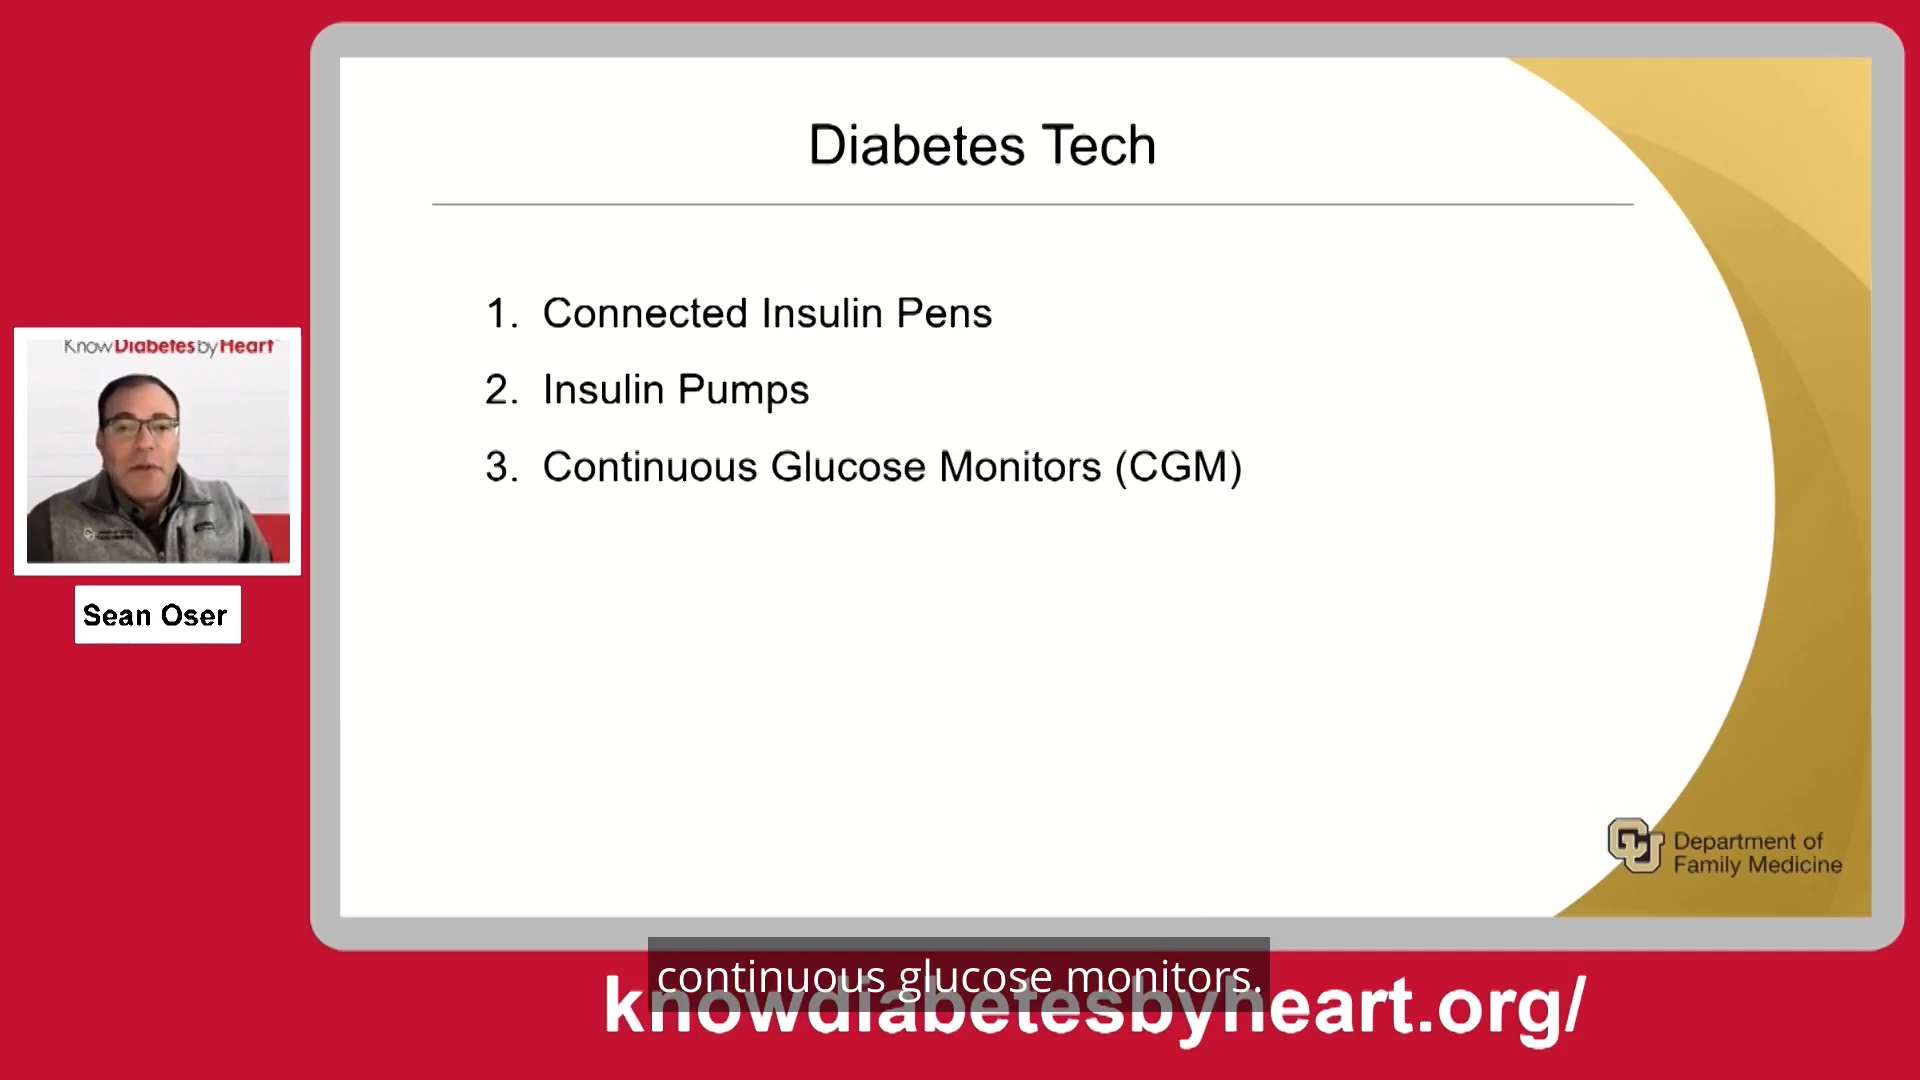 Diabetes Tech
1. Connected Insulin Pens
2. Insulin Pumps
3. Continuous Glucose Monitors (CGM)
Know Diabetes by Heart
Sean Oser
CU
Department of
Family Medicine
continuous glucose monitors.
knowdiabetesbyheart.org/